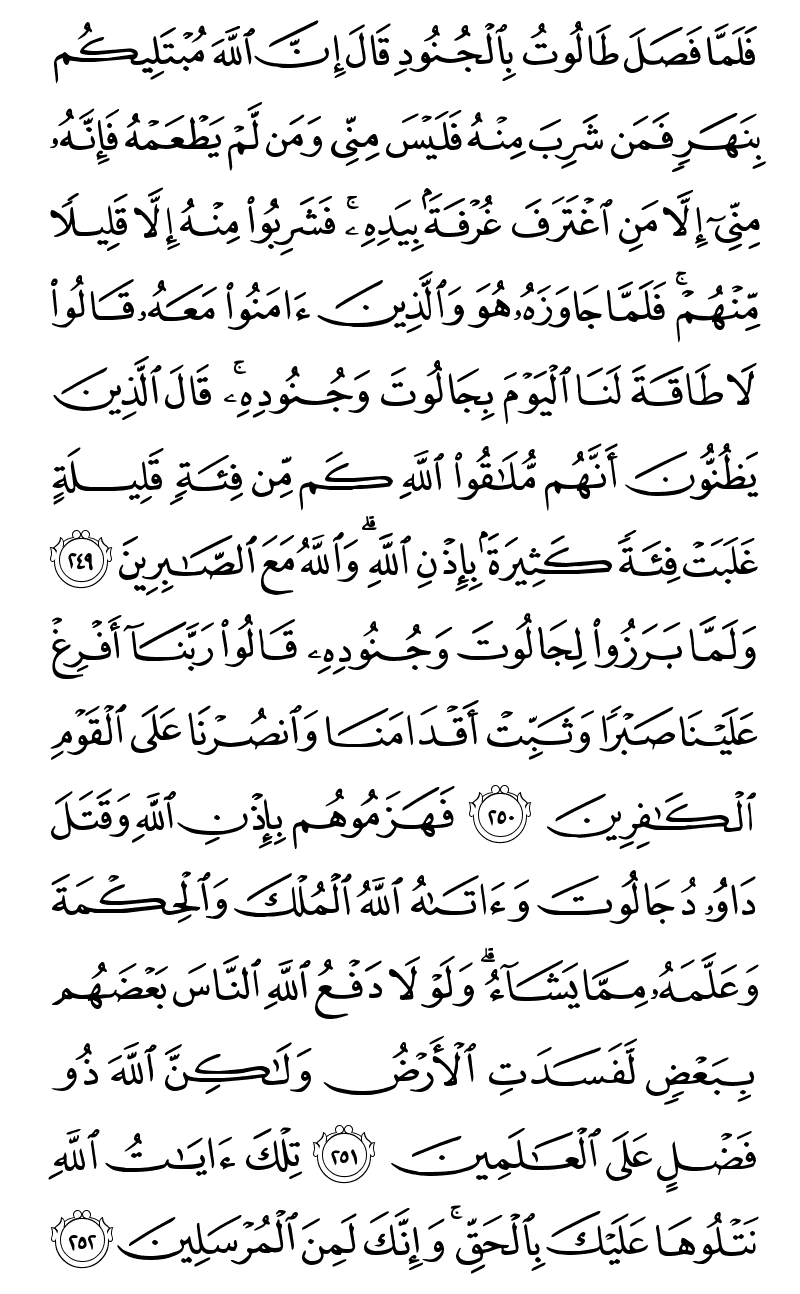 فَلَمَّا فَصَلَ طَالُوتُ بِٱلْجُنُودِ قَالَ إِنَّ ٱللَّهَ مُبْتَلِيكُم
بِنَهَرٍ فَمَن شَرِبَ مِنْهُ فَلَيْسَ مِنِّى وَمَن لَّمْ يَطْعَمْهُ فَإِنَّهُۥ
مِنِّىٓ إِلَّا مَنِ ٱغْتَرَفَ غُرْفَةًۢ بِيَدِهِۦ ۚ فَشَرِبُوا۟ مِنْهُ إِلَّا قَلِيلًا
مِّنْهُمْ ۚ فَلَمَّا جَاوَزَهُۥ هُوَ وَٱلَّذِينَ ءَامَنُوا۟ مَعَهُۥ قَالُوا۟
لَا طَاقَةَ لَنَا ٱلْيَوْمَ بِجَالُوتَ وَجُنُودِهِۦ ۚ قَالَ ٱلَّذِينَ
يَظُنُّونَ أَنَّهُم مُّلَـٰقُوا۟ ٱللَّهِ كَم مِّن فِئَةٍ قَلِيلَةٍ
غَلَبَتْ فِئَةً كَثِيرَةًۢ بِإِذْنِ ٱللَّهِ ۗ وَٱللَّهُ مَعَ ٱلصَّـٰبِرِينَ ٢٤٩
وَلَمَّا بَرَزُوا۟ لِجَالُوتَ وَجُنُودِهِۦ قَالُوا۟ رَبَّنَآ أَفْرِغْ
عَلَيْنَا صَبْرًا وَثَبِّتْ أَقْدَامَنَا وَٱنصُرْنَا عَلَى ٱلْقَوْمِ
ٱلْكَـٰفِرِينَ ٢٥٠ فَهَزَمُوهُم بِإِذْنِ ٱللَّهِ وَقَتَلَ
دَاوُۥدُ جَالُوتَ وَءَاتَىٰهُ ٱللَّهُ ٱلْمُلْكَ وَٱلْحِكْمَةَ
وَعَلَّمَهُۥ مِمَّا يَشَآءُ ۗ وَلَوْلَا دَفْعُ ٱللَّهِ ٱلنَّاسَ بَعْضَهُم
بِبَعْضٍ لَّفَسَدَتِ ٱلْأَرْضُ وَلَـٰكِنَّ ٱللَّهَ ذُو
فَضْلٍ عَلَى ٱلْعَـٰلَمِينَ ٢٥١ تِلْكَ ءَايَـٰتُ ٱللَّهِ
نَتْلُوهَا عَلَيْكَ بِٱلْحَقِّ ۚ وَإِنَّكَ لَمِنَ ٱلْمُرْسَلِينَ ٢٥٢